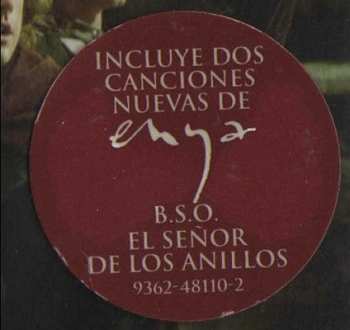 INCLUYE DOS
CANCIONES
NUEVAS DE
enya
B.S.O.
EL SEÑOR
DE LOS ANILLOS
9362-48110-2